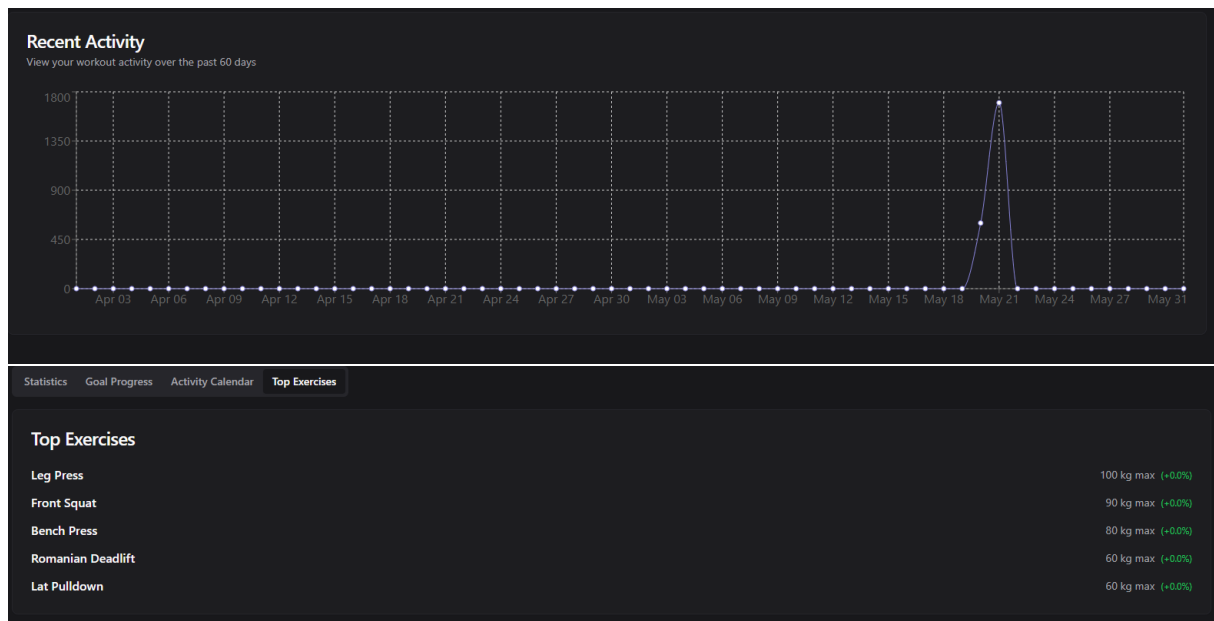 Recent Activity
View your workout activity over the past 60 days
1800
1350
900
450
0
Apr 03 Apr 06 Apr 09 Apr 12 Apr 15 Apr 18 Apr 21 Apr 24 Apr 27 Apr 30 May 03 May 06 May 09 May 12 May 15 May 18 May 21 May 24 May 27 May 31
Statistics Goal Progress Activity Calendar Top Exercises
Top Exercises
Leg Press 100 kg max (+0.0%)
Front Squat 90 kg max (+0.0%)
Bench Press 80 kg max (+0.0%)
Romanian Deadlift 60 kg max (+0.0%)
Lat Pulldown 60 kg max (+0.0%)